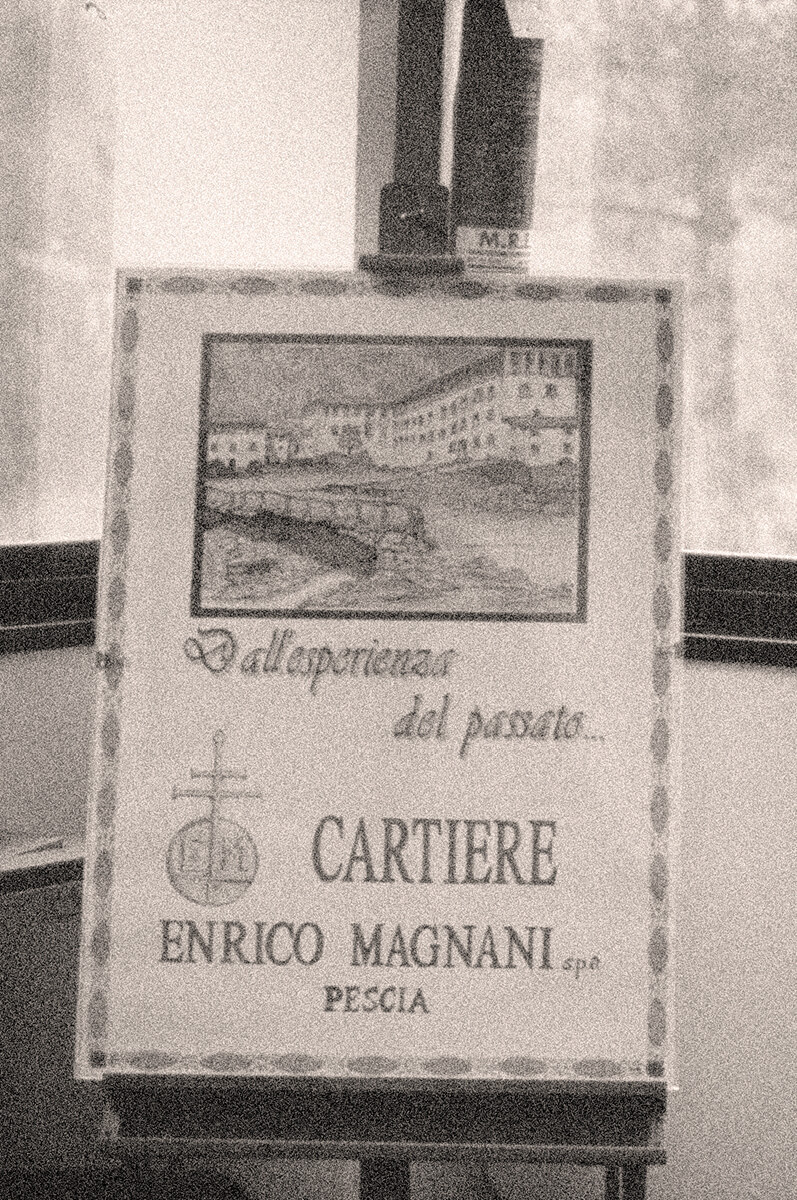 M.R.
Dall'esperienza
del passato...
E M
CARTIERE
ENRICO MAGNANI spa
PESCIA